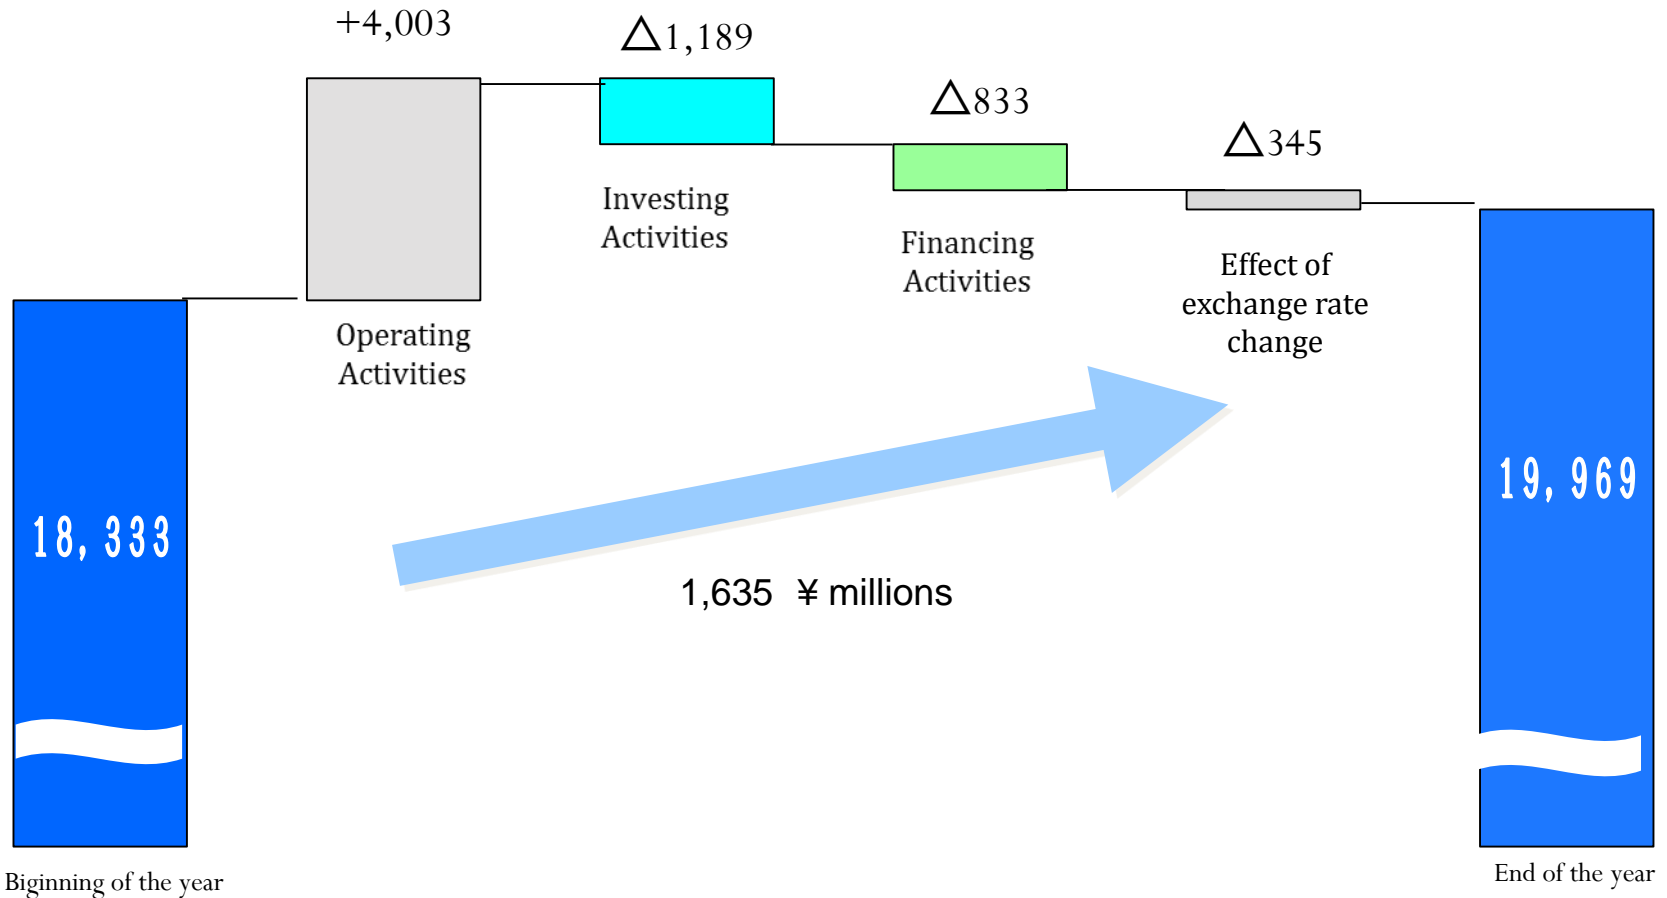 +4,003
△1,189
△833
△345
Investing
Activities
Financing
Activities
Effect of
exchange rate
change
Operating
Activities
18,333
19,969
1,635 ¥ millions
Biginning of the year
End of the year